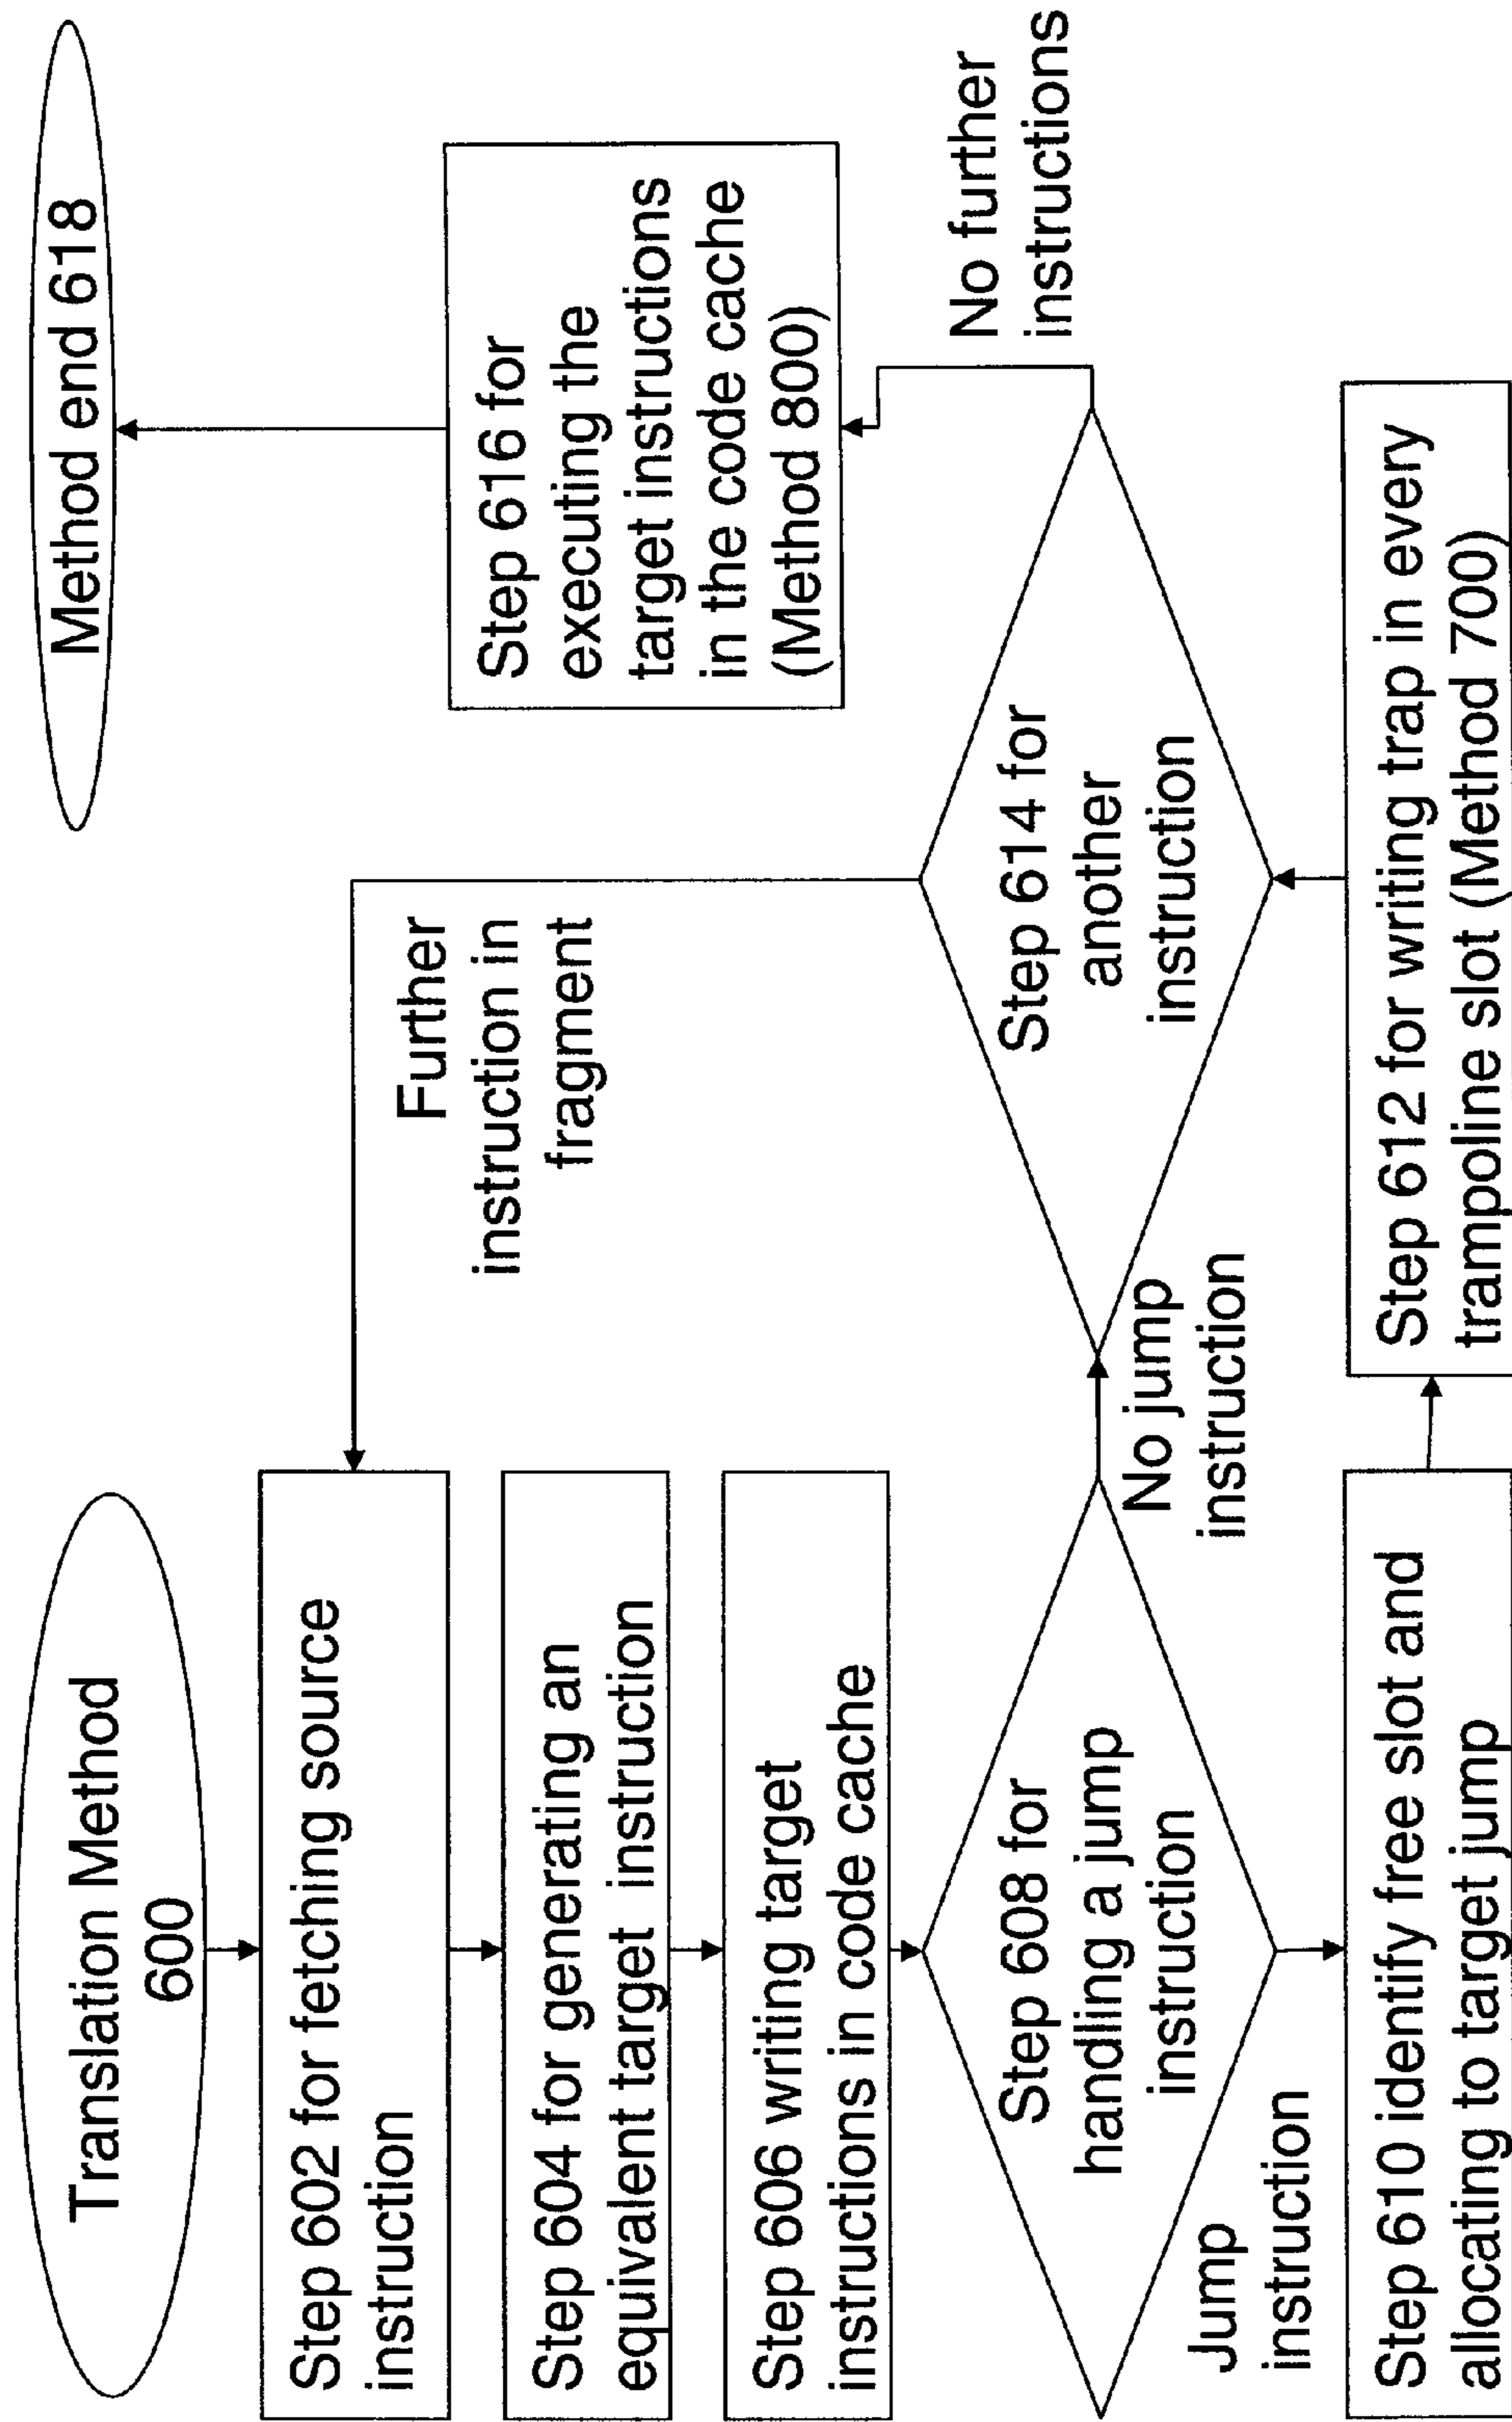 Translation Method
600
Step 602 for fetching source
instruction
Step 604 for generating an
equivalent target instruction
Step 606 writing target
instructions in code cache
Step 608 for
handling a jump
instruction
Jump
instruction
No jump
instruction
Step 610 identify free slot and
allocating to target jump
Step 612 for writing trap in every
trampoline slot (Method 700)
Step 614 for
another
instruction
Further
instruction in
fragment
No further
instructions
Step 616 for
executing the
target instructions
in the code cache
(Method 800)
Method end 618